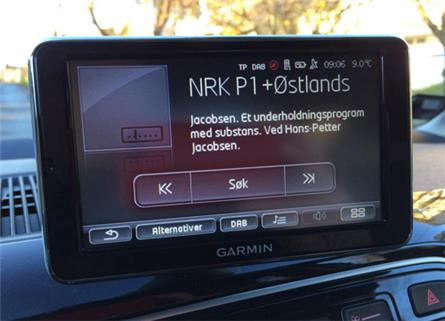 TP DAB 09:06 9.0°C
NRK P1+Østlands
Jacobsen. Et underholdningsprogram
med substans. Ved Hans-Petter
Jacobsen.
Søk
Alternativer DAB
GARMIN